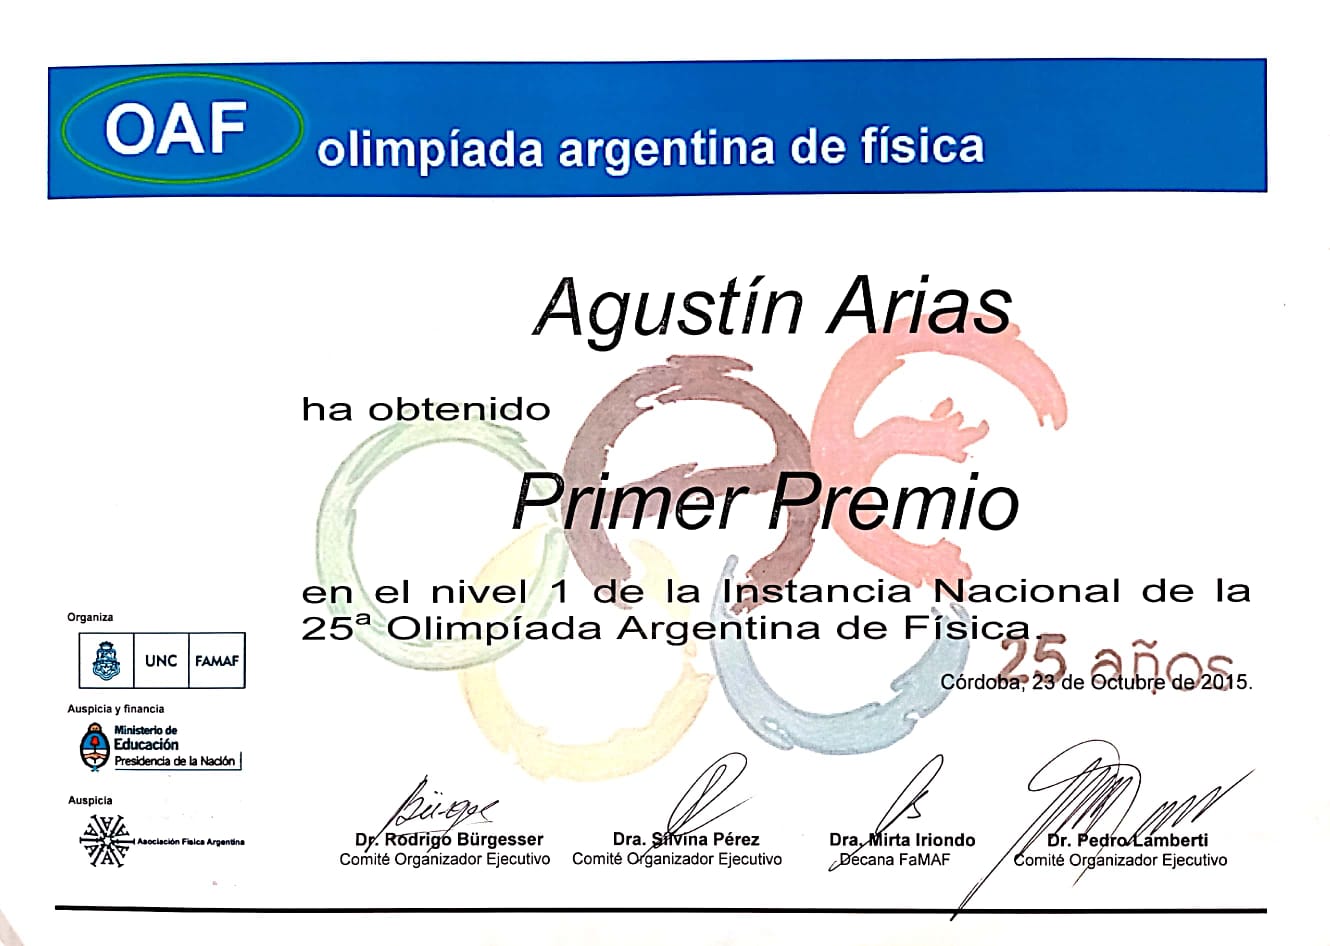 OAF olimpíada argentina de física
Agustín Arias
ha obtenido
Primer Premio
en el nivel 1 de la Instancia Nacional de la
25ª Olimpíada Argentina de Física.
25 años
Córdoba, 23 de Octubre de 2015.
Organiza
UNC FAMAF
Auspicia y financia
Ministerio de
Educación
Presidencia de la Nación
Auspicia
Asociación Física Argentina
Dr. Rodrigo Bürgesser
Comité Organizador Ejecutivo
Dra. Silvina Pérez
Comité Organizador Ejecutivo
Dra. Mirta Iriondo
Decana FaMAF
Dr. Pedro Lamberti
Comité Organizador Ejecutivo